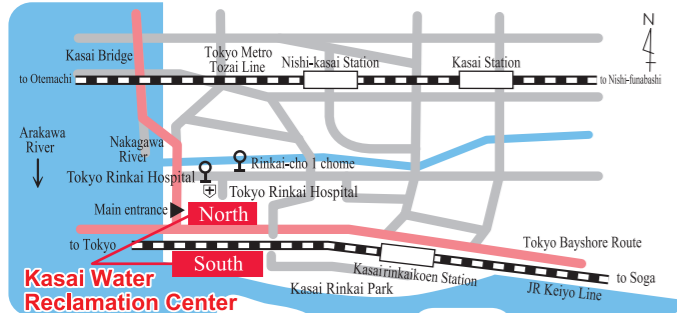 N
Kasai Bridge
Tokyo Metro
Tozai Line
Nishi-kasai Station
Kasai Station
to Otemachi
to Nishi-funabashi
Arakawa
River
Nakagawa
River
Rinkai-cho 1 chome
Tokyo Rinkai Hospital
Tokyo Rinkai Hospital
Main entrance
North
to Tokyo
Tokyo Bayshore Route
South
Kasairinkaikoen Station
to Soga
Kasai Water
Reclamation Center
Kasai Rinkai Park
JR Keiyo Line